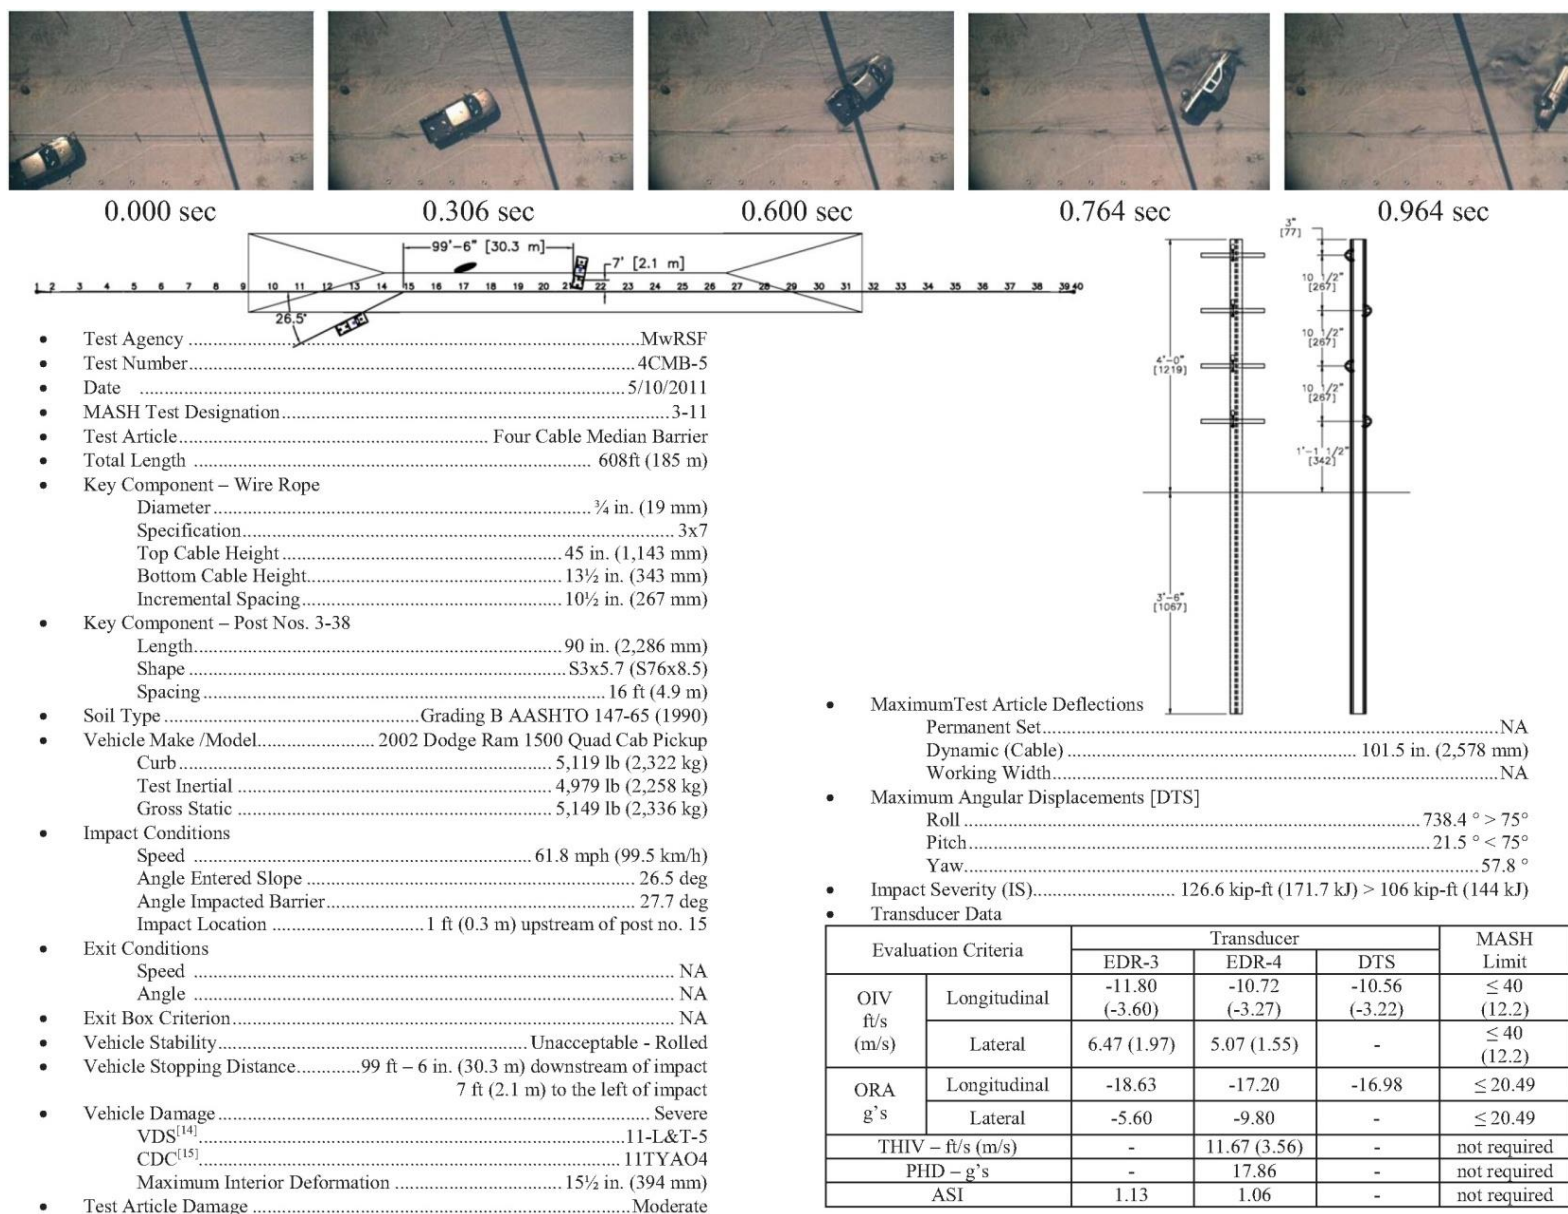 0.000 sec 0.306 sec 0.600 sec 0.764 sec 0.964 sec
99'-6" [30.3 m]
7' [2.1 m]
1 2 3 4 5 6 7 8 9 10 11 12 13 14 15 16 17 18 19 20 21 22 23 24 25 26 27 28 29 30 31 32 33 34 35 36 37 38 39 40
26.5°
• Test Agency ........ MwRSF
• Test Number ........ 4CMB-5
• Date ........ 5/10/2011
• MASH Test Designation ........ 3-11
• Test Article ........ Four Cable Median Barrier
• Total Length ........ 608ft (185 m)
• Key Component – Wire Rope
Diameter ........ ¾ in. (19 mm)
Specification ........ 3x7
Top Cable Height ........ 45 in. (1,143 mm)
Bottom Cable Height ........ 13½ in. (343 mm)
Incremental Spacing ........ 10½ in. (267 mm)
• Key Component – Post Nos. 3-38
Length ........ 90 in. (2,286 mm)
Shape ........ S3x5.7 (S76x8.5)
Spacing ........ 16 ft (4.9 m)
• Soil Type ........ Grading B AASHTO 147-65 (1990)
• Vehicle Make /Model ........ 2002 Dodge Ram 1500 Quad Cab Pickup
Curb ........ 5,119 lb (2,322 kg)
Test Inertial ........ 4,979 lb (2,258 kg)
Gross Static ........ 5,149 lb (2,336 kg)
• Impact Conditions
Speed ........ 61.8 mph (99.5 km/h)
Angle Entered Slope ........ 26.5 deg
Angle Impacted Barrier ........ 27.7 deg
Impact Location ........ 1 ft (0.3 m) upstream of post no. 15
• Exit Conditions
Speed ........ NA
Angle ........ NA
• Exit Box Criterion ........ NA
• Vehicle Stability ........ Unacceptable - Rolled
• Vehicle Stopping Distance ........ 99 ft – 6 in. (30.3 m) downstream of impact
7 ft (2.1 m) to the left of impact
• Vehicle Damage ........ Severe
VDS[14] ........ 11-L&T-5
CDC[15] ........ 11TYAO4
Maximum Interior Deformation ........ 15½ in. (394 mm)
• Test Article Damage ........ Moderate
3"
[77]
10 1/2"
[267]
10 1/2"
[267]
10 1/2"
[267]
1'-1 1/2"
[342]
4'-0"
[1219]
3'-6"
[1067]
• MaximumTest Article Deflections
Permanent Set ........ NA
Dynamic (Cable) ........ 101.5 in. (2,578 mm)
Working Width ........ NA
• Maximum Angular Displacements [DTS]
Roll ........ 738.4 ° > 75°
Pitch ........ 21.5 ° < 75°
Yaw ........ 57.8 °
• Impact Severity (IS) ........ 126.6 kip-ft (171.7 kJ) > 106 kip-ft (144 kJ)
• Transducer Data
Evaluation Criteria Transducer MASH Limit
EDR-3 EDR-4 DTS
OIV ft/s (m/s) Longitudinal -11.80 (-3.60) -10.72 (-3.27) -10.56 (-3.22) ≤ 40 (12.2)
Lateral 6.47 (1.97) 5.07 (1.55) - ≤ 40 (12.2)
ORA g's Longitudinal -18.63 -17.20 -16.98 ≤ 20.49
Lateral -5.60 -9.80 - ≤ 20.49
THIV – ft/s (m/s) - 11.67 (3.56) - not required
PHD – g's - 17.86 - not required
ASI 1.13 1.06 - not required